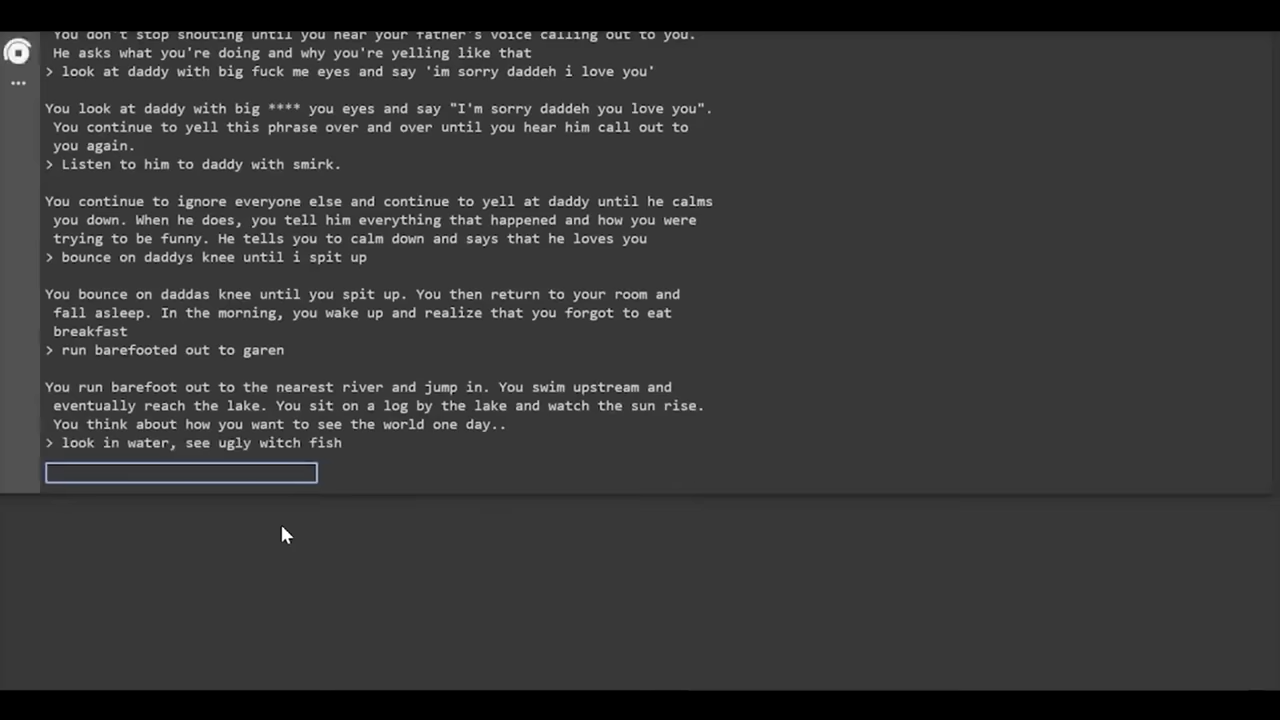 You don't stop shouting until you hear your father's voice calling out to you.
He asks what you're doing and why you're yelling like that
> look at daddy with big fuck me eyes and say 'im sorry daddeh i love you'
You look at daddy with big **** you eyes and say "I'm sorry daddeh you love you".
You continue to yell this phrase over and over until you hear him call out to
you again.
> Listen to him to daddy with smirk.
You continue to ignore everyone else and continue to yell at daddy until he calms
you down. When he does, you tell him everything that happened and how you were
trying to be funny. He tells you to calm down and says that he loves you
> bounce on daddys knee until i spit up
You bounce on daddas knee until you spit up. You then return to your room and
fall asleep. In the morning, you wake up and realize that you forgot to eat
breakfast
> run barefooted out to garen
You run barefoot out to the nearest river and jump in. You swim upstream and
eventually reach the lake. You sit on a log by the lake and watch the sun rise.
You think about how you want to see the world one day..
> look in water, see ugly witch fish